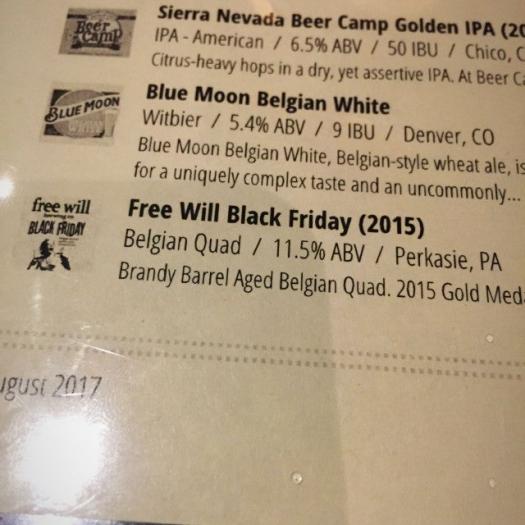 Beer Camp
Sierra Nevada Beer Camp Golden IPA (20
IPA - American / 6.5% ABV / 50 IBU / Chico, C
Citrus-heavy hops in a dry, yet assertive IPA. At Beer Ca
BLUE MOON
Blue Moon Belgian White
Witbier / 5.4% ABV / 9 IBU / Denver, CO
Blue Moon Belgian White, Belgian-style wheat ale, is
for a uniquely complex taste and an uncommonly...
free will
BLACK FRIDAY
Free Will Black Friday (2015)
Belgian Quad / 11.5% ABV / Perkasie, PA
Brandy Barrel Aged Belgian Quad. 2015 Gold Meda
ugust 2017